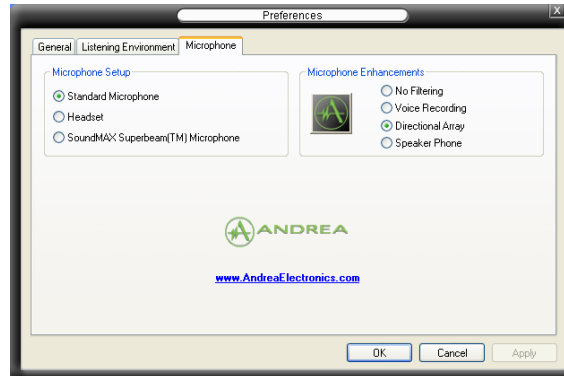 Preferences
X
General Listening Environment Microphone
Microphone Setup
Standard Microphone
Headset
SoundMAX Superbeam(TM) Microphone
Microphone Enhancements
No Filtering
Voice Recording
Directional Array
Speaker Phone
ANDREA
www.AndreaElectronics.com
OK Cancel Apply